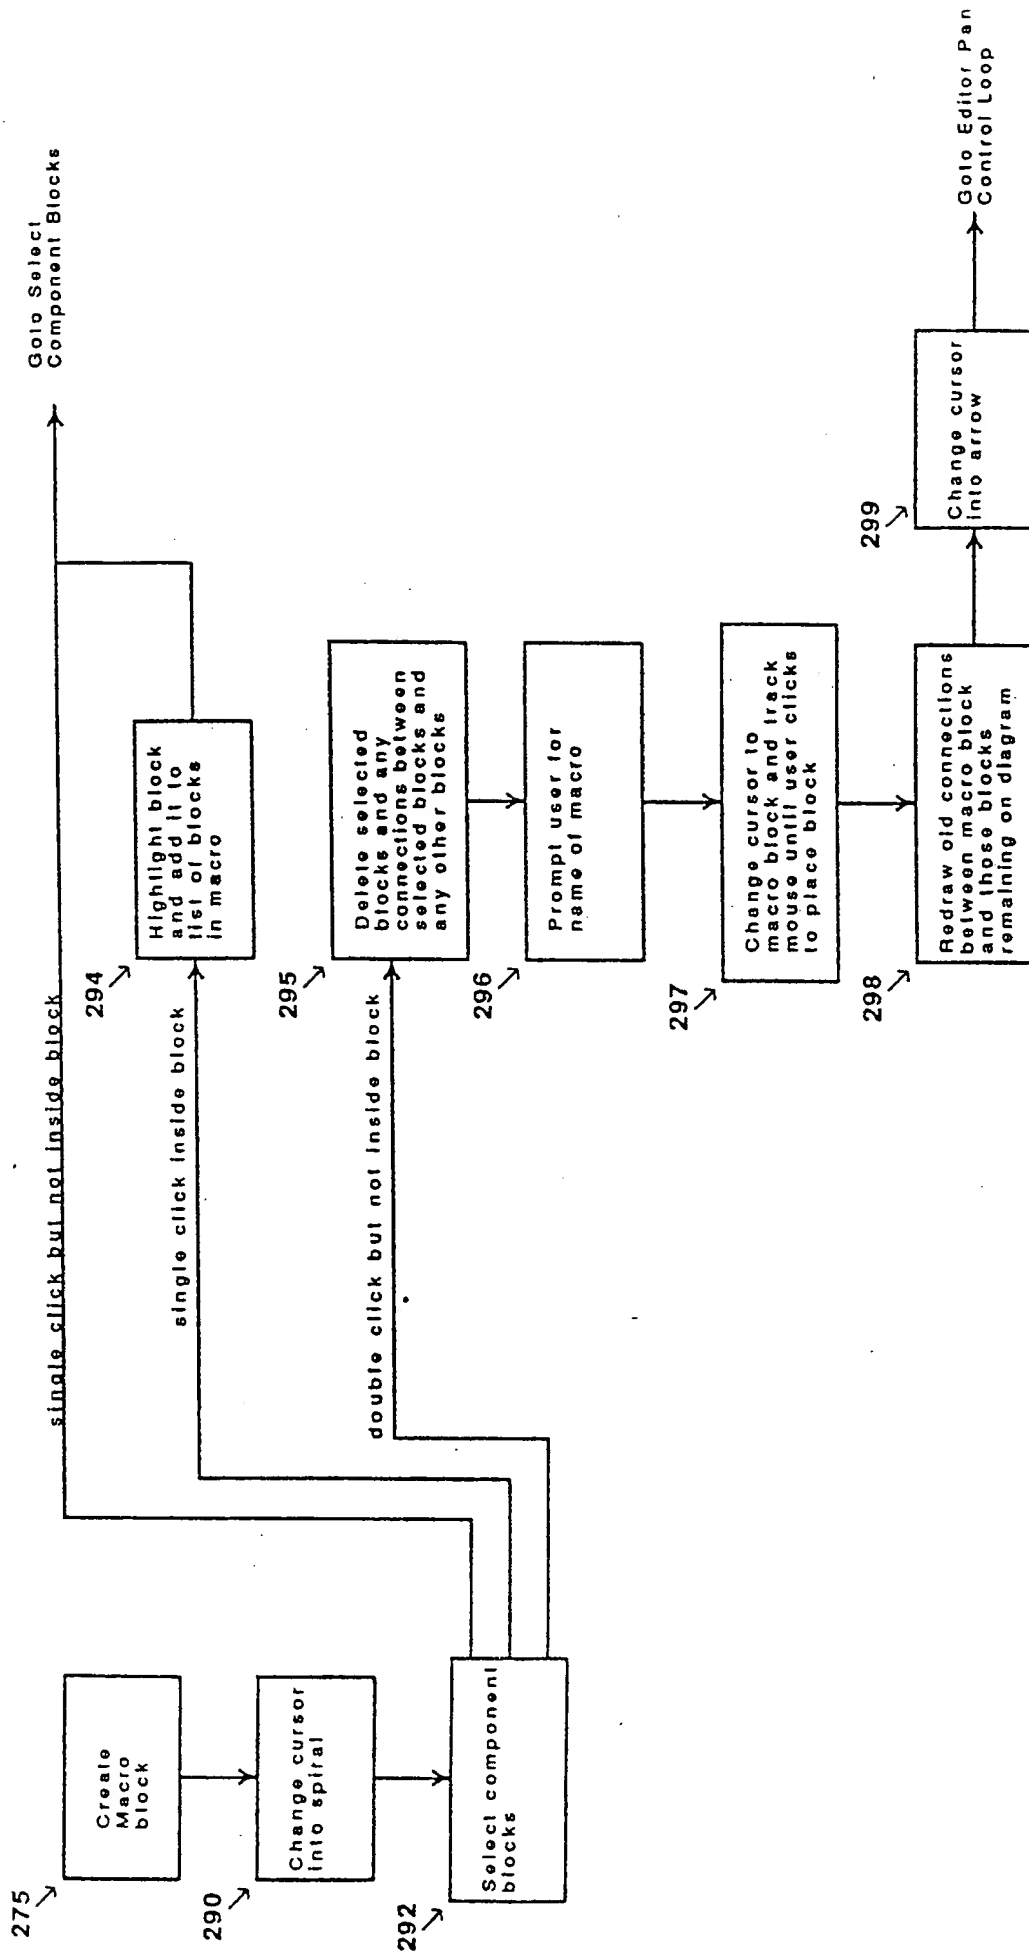 275
Create
Macro
block
290
Change cursor
into spiral
292
Select component
blocks
single click but not inside block
Goto Select
Component Blocks
single click inside block
294
Highlight block
and add it to
list of blocks
in macro
double click but not inside block
295
Delete selected
blocks and any
connections between
selected blocks and
any other blocks
296
Prompt user for
name of macro
297
Change cursor to
macro block and track
mouse until user clicks
to place block
298
Redraw old connections
between macro block
and those blocks
remaining on diagram
299
Change cursor
into arrow
Goto Editor Pan
Control Loop